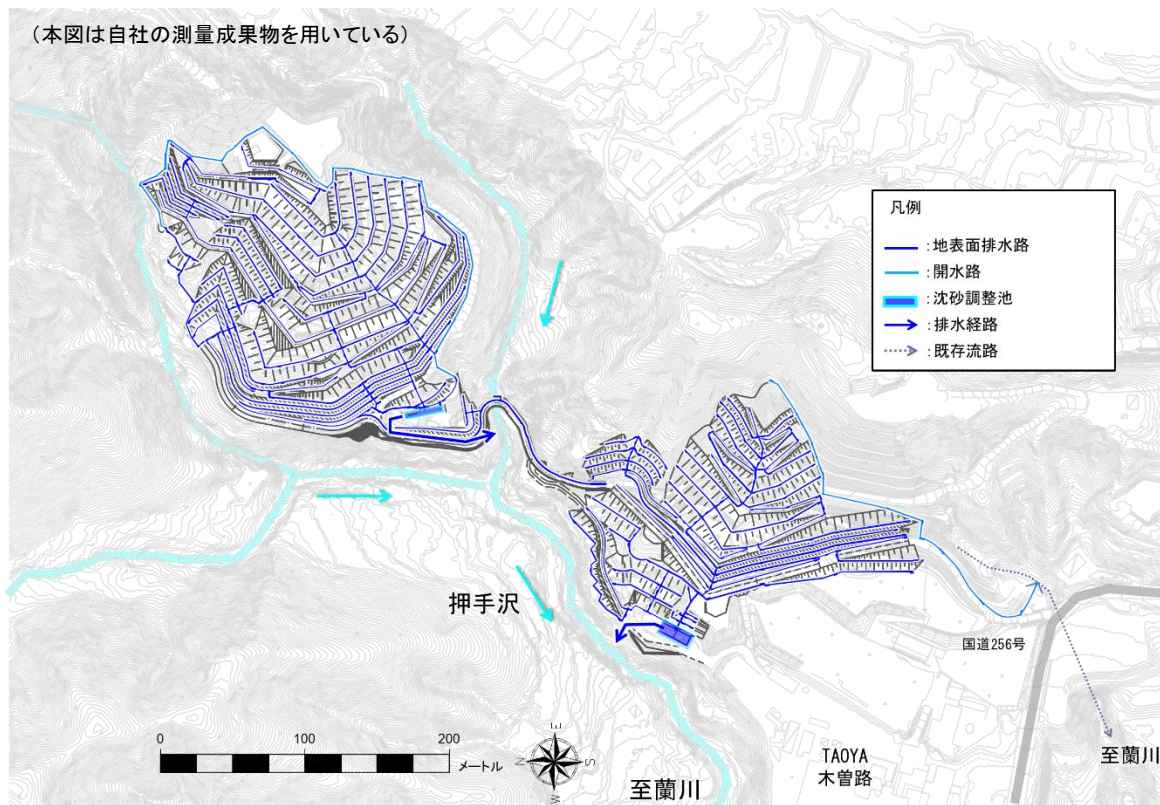 （本図は自社の測量成果物を用いている）
凡例
：地表面排水路
：開水路
：沈砂調整池
：排水経路
：既存流路
押手沢
国道256号
0 100 200
メートル
E
N S
W
TAOYA
木曽路
至蘭川
至蘭川